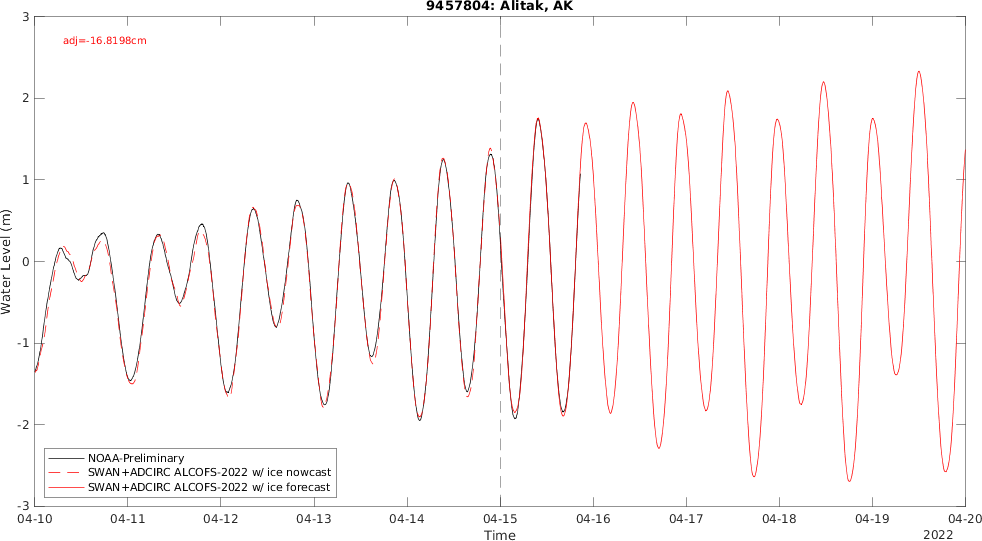 9457804: Alitak, AK
adj=-16.8198cm
3
2
1
0
-1
-2
-3
Water Level (m)
NOAA-Preliminary
SWAN+ADCIRC ALCOFS-2022 w/ ice nowcast
SWAN+ADCIRC ALCOFS-2022 w/ ice forecast
04-10 04-11 04-12 04-13 04-14 04-15 04-16 04-17 04-18 04-19 04-20
Time
2022